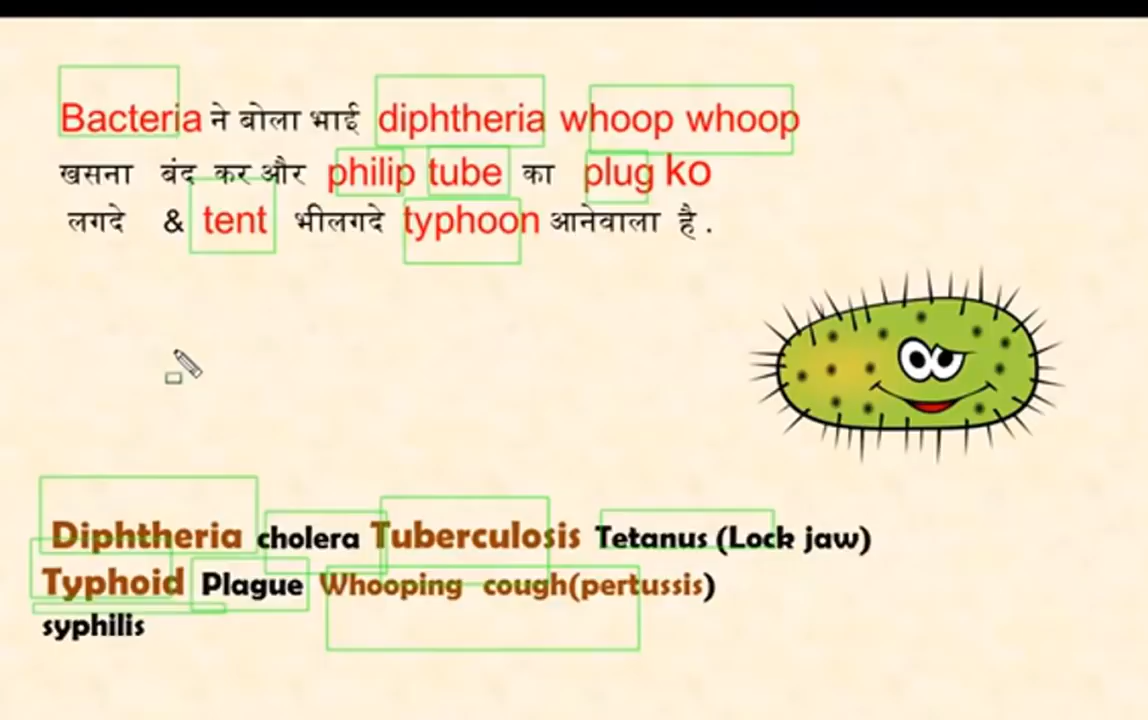 Bacteria ने बोला भाई diphtheria whoop whoop
खसना बंद कर और philip tube का plug ko
लगदे & tent भीलगदे typhoon आनेवाला है .
Diphtheria cholera Tuberculosis Tetanus (Lock jaw)
Typhoid Plague Whooping cough(pertussis)
syphilis